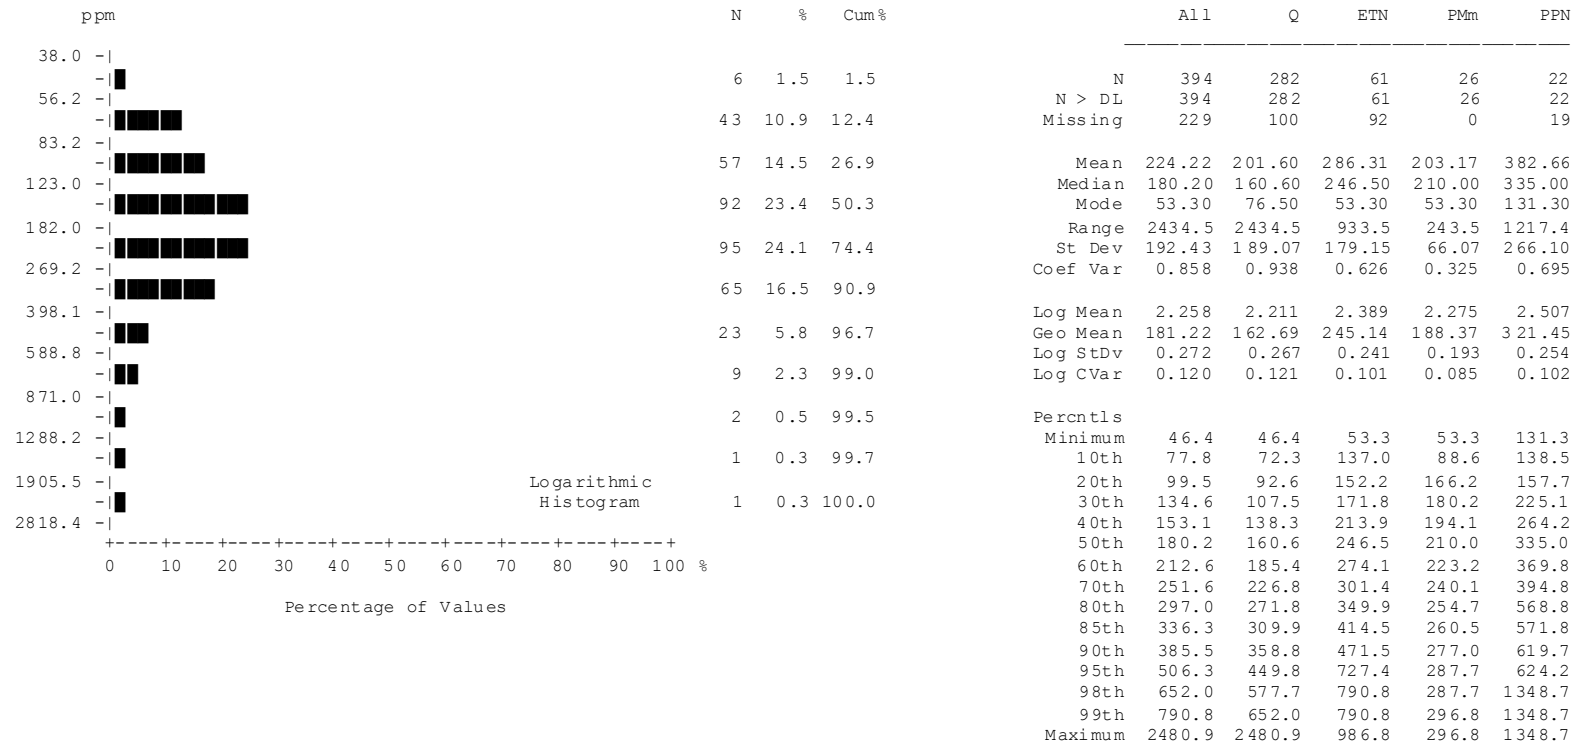 ppm N % Cum% All Q ETN PMm PPN
38.0
6 1.5 1.5 N 394 282 61 26 22
56.2 N > DL 394 282 61 26 22
43 10.9 12.4 Missing 229 100 92 0 19
83.2
57 14.5 26.9 Mean 224.22 201.60 286.31 203.17 382.66
123.0 Median 180.20 160.60 246.50 210.00 335.00
92 23.4 50.3 Mode 53.30 76.50 53.30 53.30 131.30
182.0 Range 2434.5 2434.5 933.5 243.5 1217.4
95 24.1 74.4 St Dev 192.43 189.07 179.15 66.07 266.10
269.2 Coef Var 0.858 0.938 0.626 0.325 0.695
65 16.5 90.9
398.1 Log Mean 2.258 2.211 2.389 2.275 2.507
23 5.8 96.7 Geo Mean 181.22 162.69 245.14 188.37 321.45
588.8 Log StDv 0.272 0.267 0.241 0.193 0.254
9 2.3 99.0 Log CVar 0.120 0.121 0.101 0.085 0.102
871.0
2 0.5 99.5 Percntls
1288.2 Minimum 46.4 46.4 53.3 53.3 131.3
1 0.3 99.7 10th 77.8 72.3 137.0 88.6 138.5
1905.5 Logarithmic 20th 99.5 92.6 152.2 166.2 157.7
Histogram 1 0.3 100.0 30th 134.6 107.5 171.8 180.2 225.1
2818.4 40th 153.1 138.3 213.9 194.1 264.2
50th 180.2 160.6 246.5 210.0 335.0
0 10 20 30 40 50 60 70 80 90 100 % 60th 212.6 185.4 274.1 223.2 369.8
70th 251.6 226.8 301.4 240.1 394.8
Percentage of Values 80th 297.0 271.8 349.9 254.7 568.8
85th 336.3 309.9 414.5 260.5 571.8
90th 385.5 358.8 471.5 277.0 619.7
95th 506.3 449.8 727.4 287.7 624.2
98th 652.0 577.7 790.8 287.7 1348.7
99th 790.8 652.0 790.8 296.8 1348.7
Maximum 2480.9 2480.9 986.8 296.8 1348.7